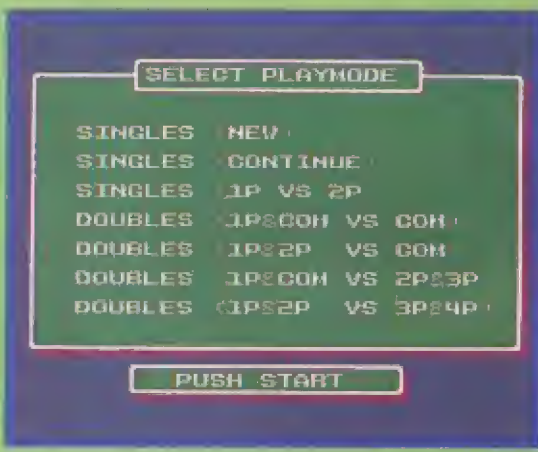 SELECT PLAYMODE
SINGLES (NEW)
SINGLES (CONTINUE)
SINGLES (1P VS 2P)
DOUBLES (1P&COM VS COM)
DOUBLES (1P&2P VS COM)
DOUBLES (1P&COM VS 2P&3P)
DOUBLES (1P&2P VS 3P&4P)
PUSH START